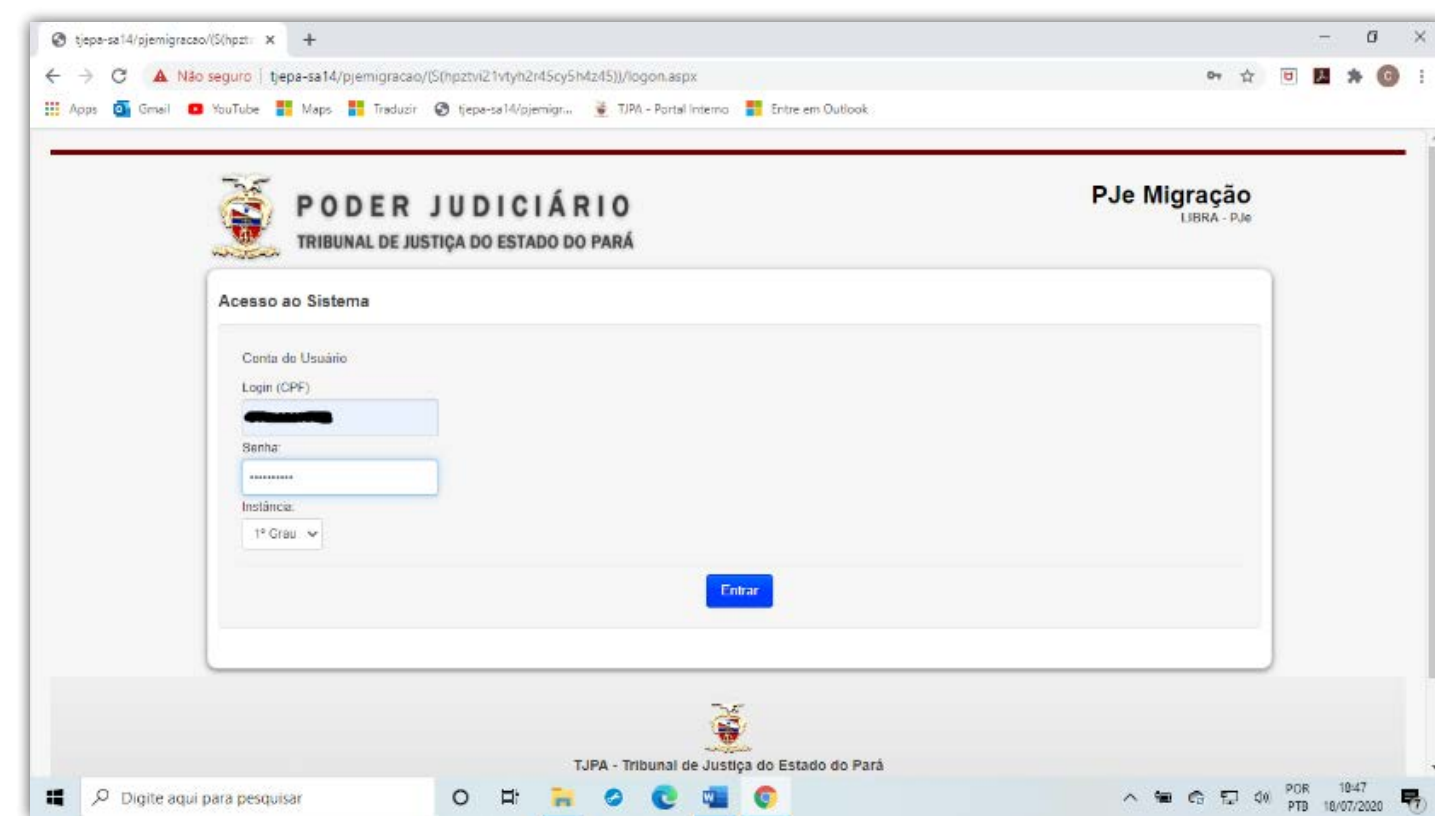 tjepa-sa14/pjemigracao/(S(hpzt
Não seguro | tjepa-sa14/pjemigracao/(S(hpztvi21vtyh2r45cy5h4z45))/logon.aspx
Apps Gmail YouTube Maps Traduzir tjepa-sa14/pjemigr... TJPA - Portal Interno Entre em Outlook
PODER JUDICIÁRIO
TRIBUNAL DE JUSTIÇA DO ESTADO DO PARÁ
PJe Migração
LIBRA - PJe
Acesso ao Sistema
Conta do Usuário
Login (CPF)
Senha:
Instância:
1º Grau
Entrar
TJPA - Tribunal de Justiça do Estado do Pará
Digite aqui para pesquisar
POR 18:47
PTB 18/07/2020